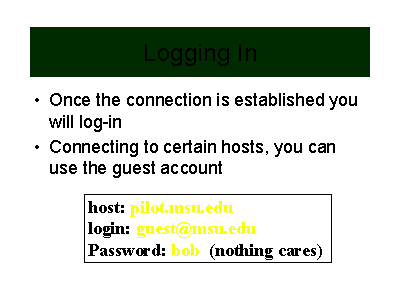 Logging In
• Once the connection is established you
will log-in
• Connecting to certain hosts, you can
use the guest account
host: pilot.msu.edu
login: guest@msu.edu
Password: bob (nothing cares)